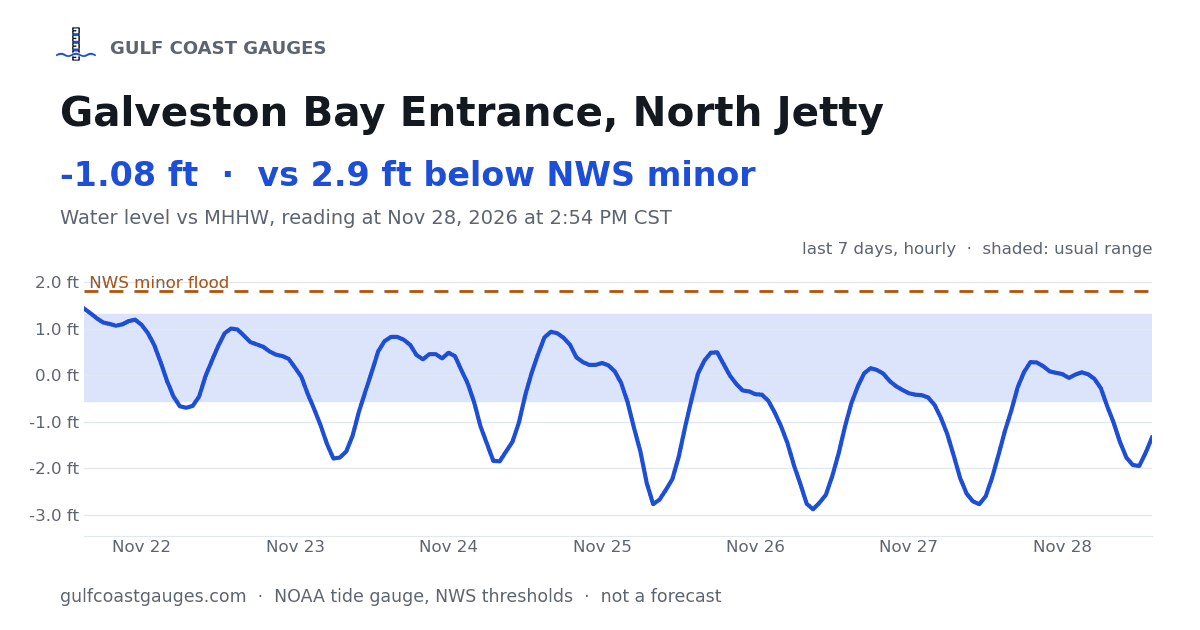 GULF COAST GAUGES
Galveston Bay Entrance, North Jetty
-1.08 ft · vs 2.9 ft below NWS minor
Water level vs MHHW, reading at Nov 28, 2026 at 2:54 PM CST
last 7 days, hourly · shaded: usual range
2.0 ft
NWS minor flood
1.0 ft
0.0 ft
-1.0 ft
-2.0 ft
-3.0 ft
Nov 22 Nov 23 Nov 24 Nov 25 Nov 26 Nov 27 Nov 28
gulfcoastgauges.com · NOAA tide gauge, NWS thresholds · not a forecast